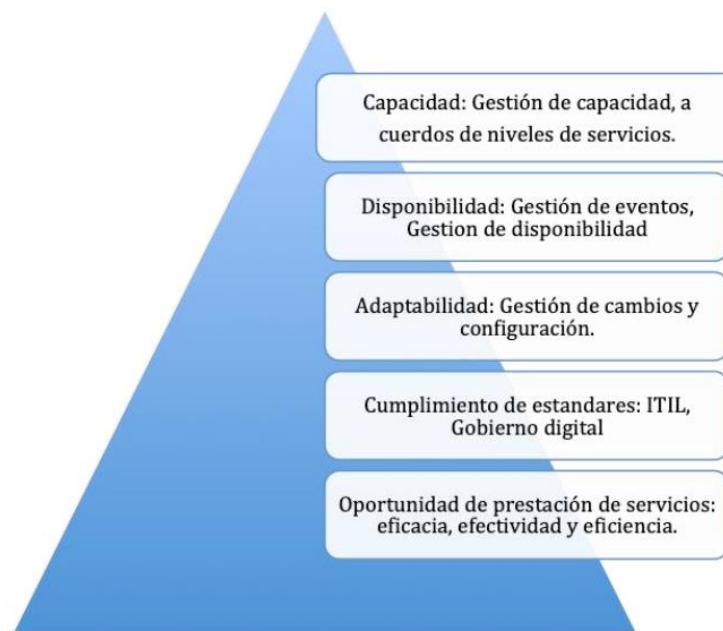 Capacidad: Gestión de capacidad, a
cuerdos de niveles de servicios.
Disponibilidad: Gestión de eventos,
Gestion de disponibilidad
Adaptabilidad: Gestión de cambios y
configuración.
Cumplimiento de estandares: ITIL,
Gobierno digital
Oportunidad de prestación de servicios:
eficacia, efectividad y eficiencia.